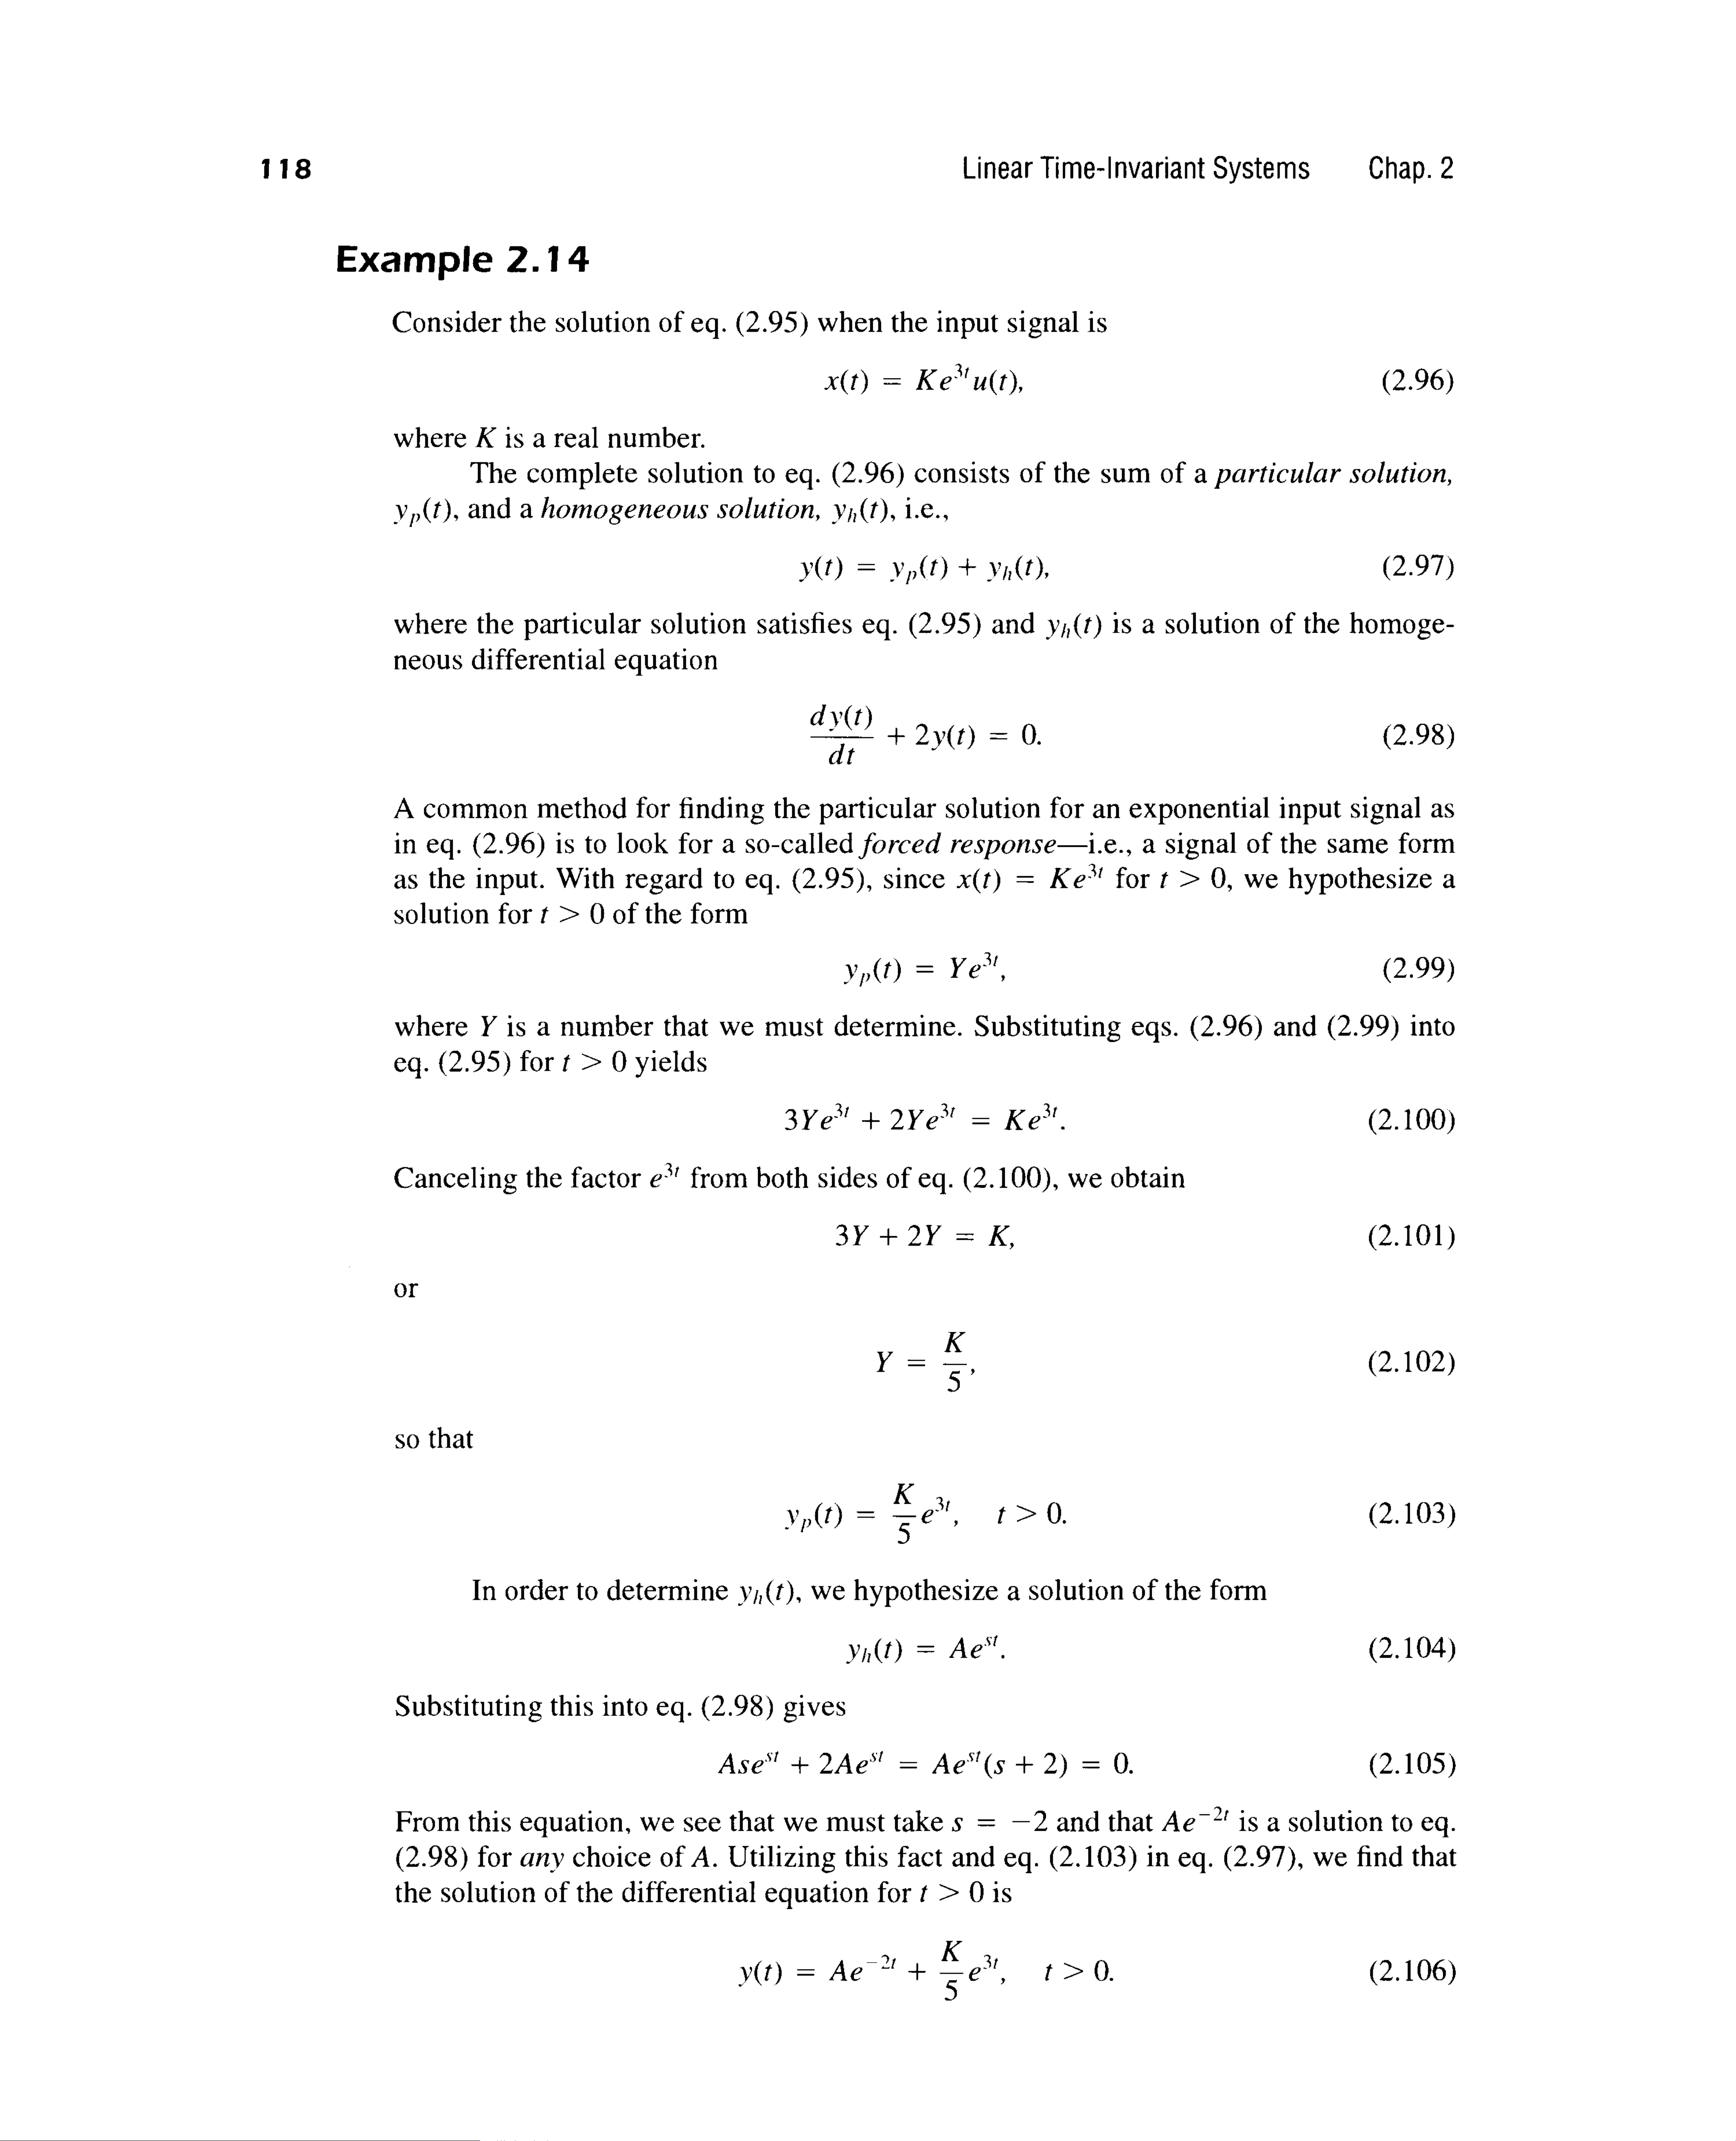 118 Linear Time-Invariant Systems Chap. 2
Example 2.14
Consider the solution of eq. (2.95) when the input signal is
x(t) = Ke^{3t}u(t), (2.96)
where K is a real number.
The complete solution to eq. (2.96) consists of the sum of a particular solution,
y_p(t), and a homogeneous solution, y_h(t), i.e.,
y(t) = y_p(t) + y_h(t), (2.97)
where the particular solution satisfies eq. (2.95) and y_h(t) is a solution of the homoge-
neous differential equation
\frac{dy(t)}{dt} + 2y(t) = 0. (2.98)
A common method for finding the particular solution for an exponential input signal as
in eq. (2.96) is to look for a so-called forced response—i.e., a signal of the same form
as the input. With regard to eq. (2.95), since x(t) = Ke^{3t} for t > 0, we hypothesize a
solution for t > 0 of the form
y_p(t) = Ye^{3t}, (2.99)
where Y is a number that we must determine. Substituting eqs. (2.96) and (2.99) into
eq. (2.95) for t > 0 yields
3Ye^{3t} + 2Ye^{3t} = Ke^{3t}. (2.100)
Canceling the factor e^{3t} from both sides of eq. (2.100), we obtain
3Y + 2Y = K, (2.101)
or
Y = \frac{K}{5}, (2.102)
so that
y_p(t) = \frac{K}{5}e^{3t}, t > 0. (2.103)
In order to determine y_h(t), we hypothesize a solution of the form
y_h(t) = Ae^{st}. (2.104)
Substituting this into eq. (2.98) gives
Ase^{st} + 2Ae^{st} = Ae^{st}(s + 2) = 0. (2.105)
From this equation, we see that we must take s = −2 and that Ae^{−2t} is a solution to eq.
(2.98) for any choice of A. Utilizing this fact and eq. (2.103) in eq. (2.97), we find that
the solution of the differential equation for t > 0 is
y(t) = Ae^{−2t} + \frac{K}{5}e^{3t}, t > 0. (2.106)